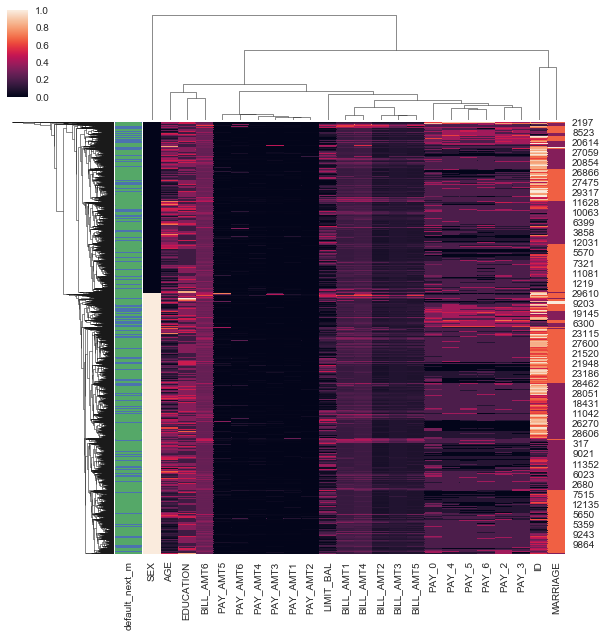 1.0
0.8
0.6
0.4
0.2
0.0
2197
8523
20614
27059
20854
26866
27475
29317
11628
10063
6399
3858
12031
5570
7321
11081
1219
29610
9203
19145
6300
23115
27600
21520
21948
23186
28462
28051
18431
11042
26270
28606
317
9021
11352
6023
2680
7515
12135
5650
5359
9243
9864
default_next_m
SEX
AGE
EDUCATION
BILL_AMT6
PAY_AMT5
PAY_AMT6
PAY_AMT4
PAY_AMT3
PAY_AMT1
PAY_AMT2
LIMIT_BAL
BILL_AMT1
BILL_AMT4
BILL_AMT2
BILL_AMT3
BILL_AMT5
PAY_0
PAY_4
PAY_5
PAY_6
PAY_2
PAY_3
ID
MARRIAGE